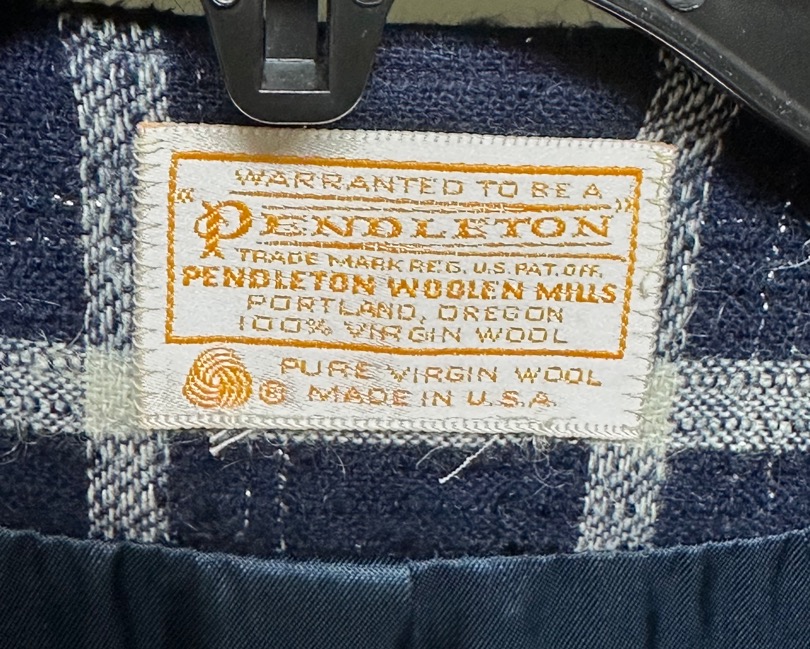 WARRANTED TO BE A
"PENDLETON"
TRADE MARK REG. U.S. PAT. OFF.
PENDLETON WOOLEN MILLS
PORTLAND, OREGON
100% VIRGIN WOOL
® PURE VIRGIN WOOL
MADE IN U.S.A.